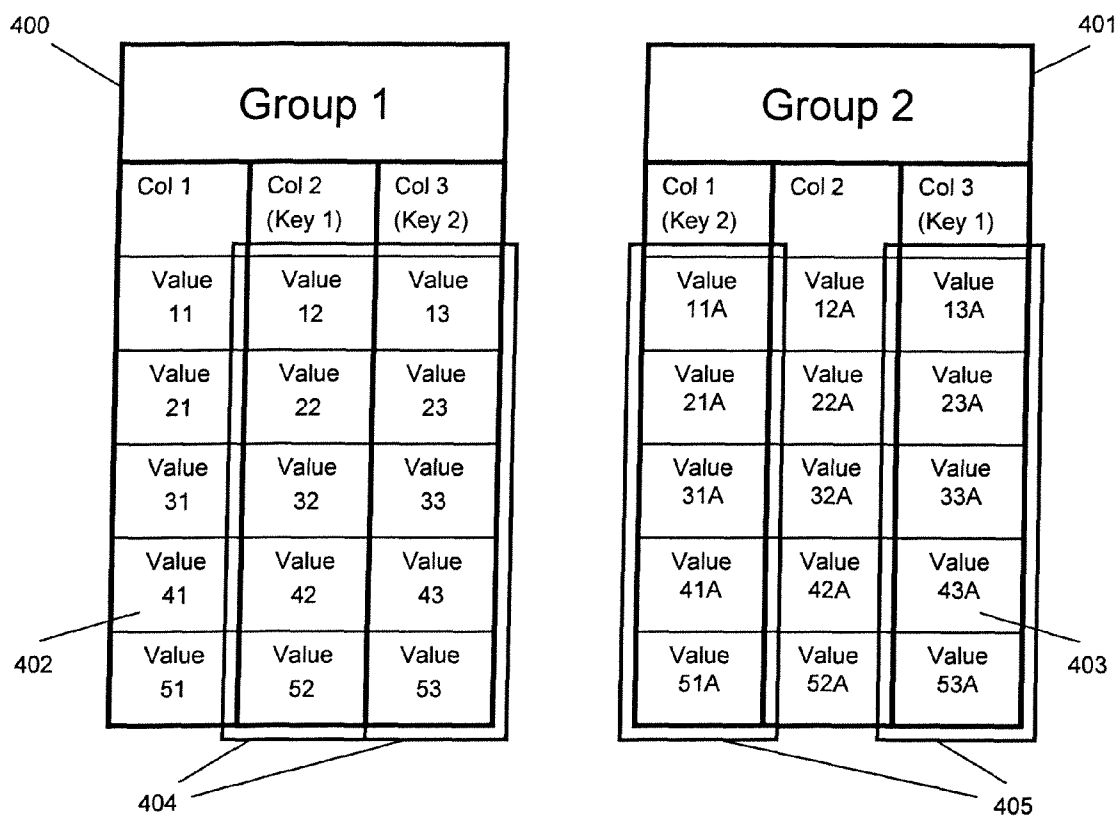 400
401
Group 1
Group 2
Col 1
Col 2
(Key 1)
Col 3
(Key 2)
Col 1
(Key 2)
Col 2
Col 3
(Key 1)
Value
11
Value
12
Value
13
Value
11A
Value
12A
Value
13A
Value
21
Value
22
Value
23
Value
21A
Value
22A
Value
23A
Value
31
Value
32
Value
33
Value
31A
Value
32A
Value
33A
Value
41
Value
42
Value
43
Value
41A
Value
42A
Value
43A
402
403
Value
51
Value
52
Value
53
Value
51A
Value
52A
Value
53A
404
405